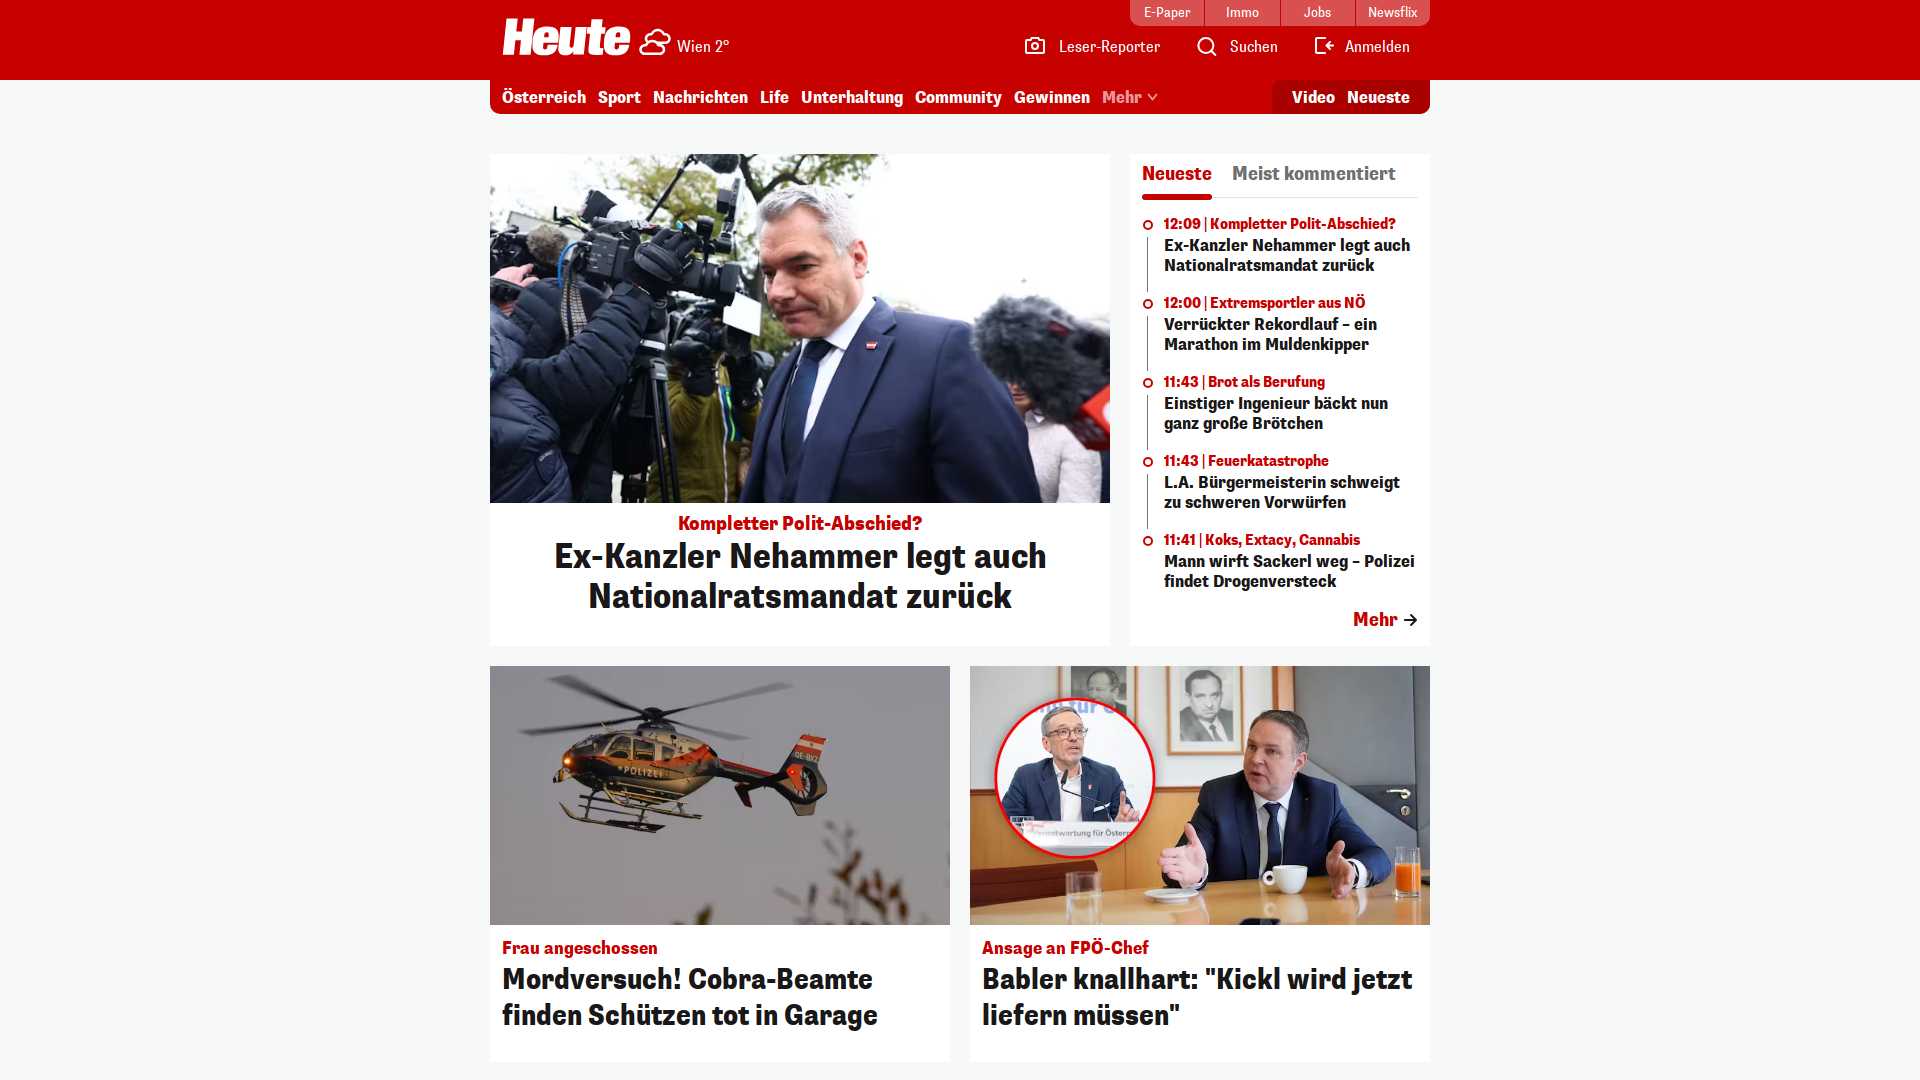 E-Paper
Immo
Jobs
Newsflix
Heute
Wien 2°
Leser-Reporter
Suchen
Anmelden
Österreich
Sport
Nachrichten
Life
Unterhaltung
Community
Gewinnen
Mehr
Video
Neueste
Kompletter Polit-Abschied?
Ex-Kanzler Nehammer legt auch
Nationalratsmandat zurück
Neueste
Meist kommentiert
12:09 | Kompletter Polit-Abschied?
Ex-Kanzler Nehammer legt auch
Nationalratsmandat zurück
12:00 | Extremsportler aus NÖ
Verrückter Rekordlauf – ein
Marathon im Muldenkipper
11:43 | Brot als Berufung
Einstiger Ingenieur bäckt nun
ganz große Brötchen
11:43 | Feuerkatastrophe
L.A. Bürgermeisterin schweigt
zu schweren Vorwürfen
11:41 | Koks, Extacy, Cannabis
Mann wirft Sackerl weg – Polizei
findet Drogenversteck
Mehr
POLIZEI
Frau angeschossen
Mordversuch! Cobra-Beamte
finden Schützen tot in Garage
für
Ansage an FPÖ-Chef
Babler knallhart: "Kickl wird jetzt
liefern müssen"